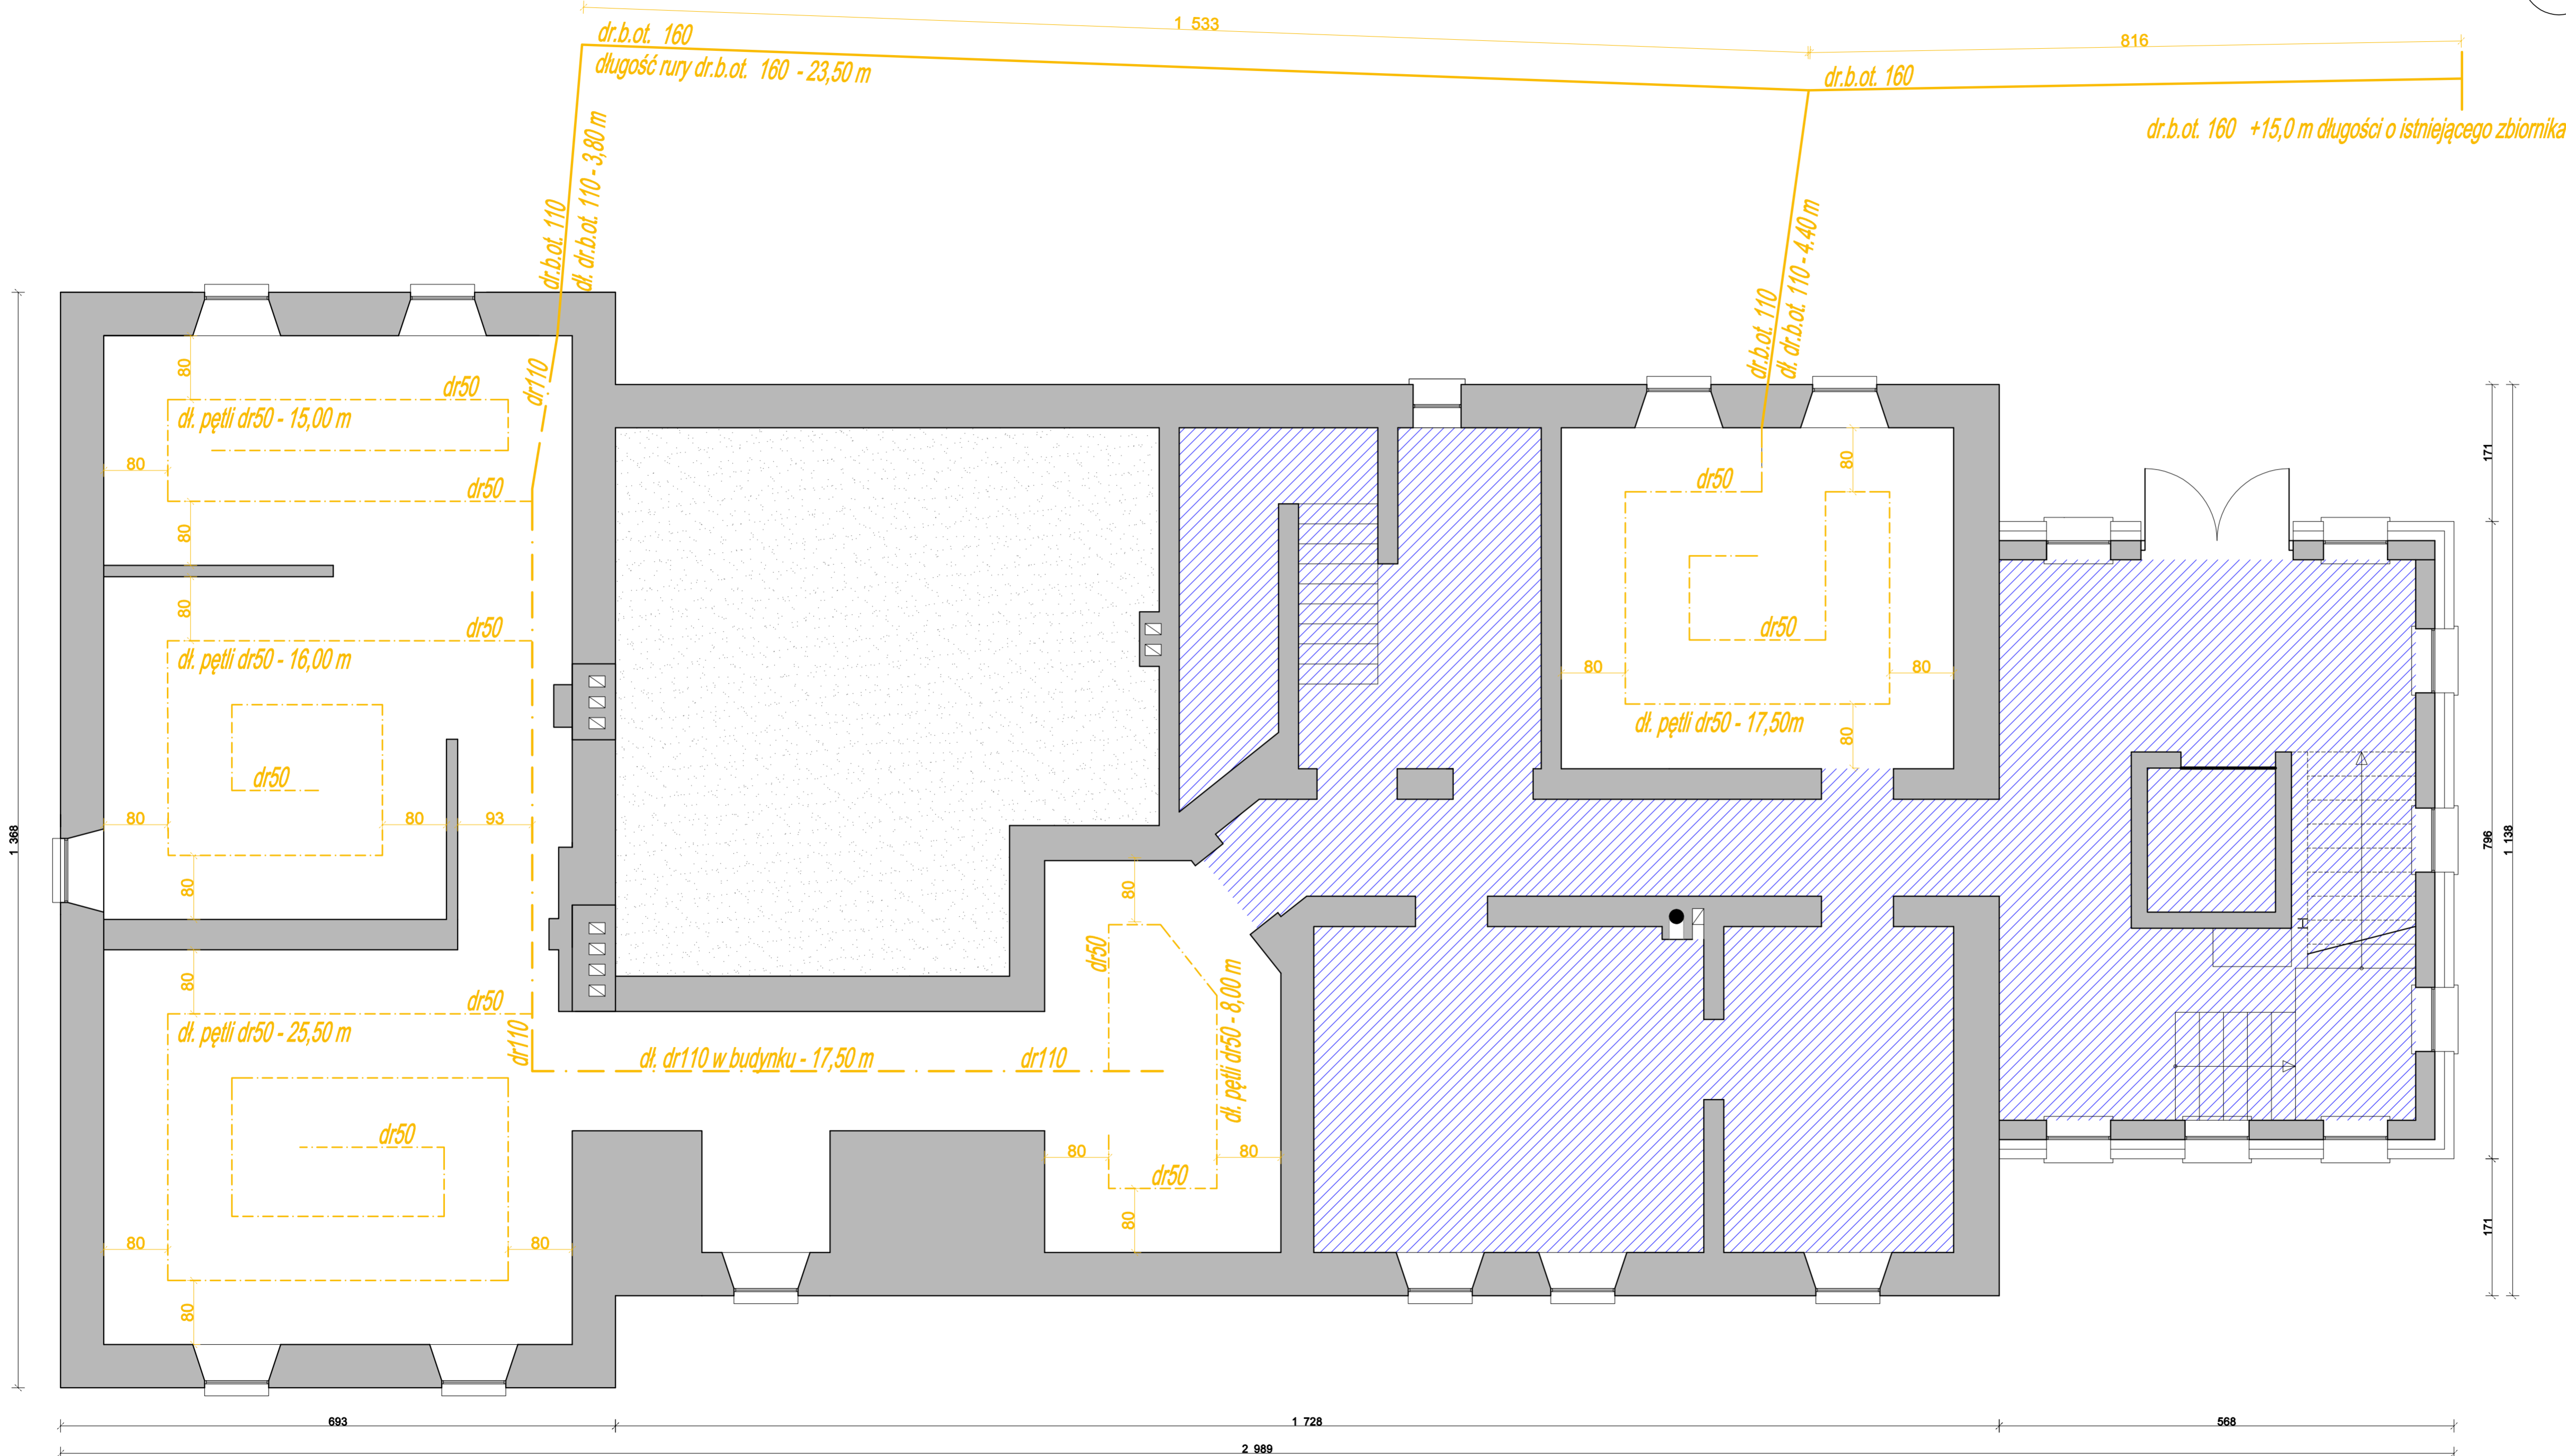 1 533
816
dr.b.ot. 160
długość rury dr.b.ot. 160 - 23,50 m
dr.b.ot. 160
dr.b.ot. 160 +15,0 m długości o istniejącego zbiornika
dr.b.ot. 110
dł. dr.b.ot. 110 - 3,80 m
dr.b.ot. 110
dł. dr.b.ot. 110 - 4.40 m
80
dr50
dr110
dł. pętli dr50 - 15,00 m
80
dr50
80
80
dr50
dł. pętli dr50 - 16,00 m
dr50
80
80
93
80
80
dr50
dł. pętli dr50 - 25,50 m
dr110
dr50
80
80
80
dł. dr110 w budynku - 17,50 m
dr110
80
dr50
dł. pętli dr50 - 8,00 m
80
80
dr50
80
80
dr50
dr50
80
80
dł. pętli dr50 - 17,50m
80
1 368
171
796
1 138
171
H
693
1 728
568
2 989